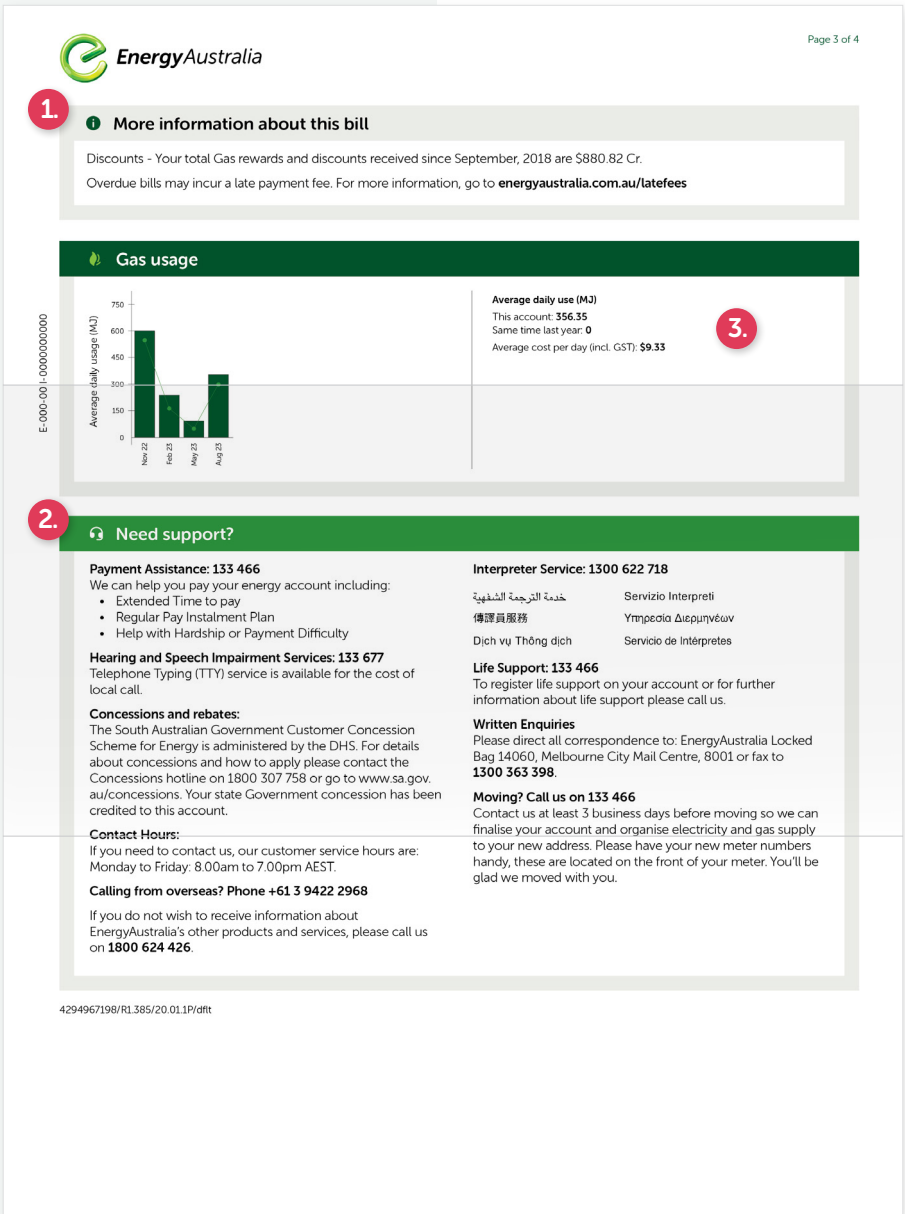 EnergyAustralia
Page 3 of 4
1.
More information about this bill
Discounts - Your total Gas rewards and discounts received since September, 2018 are $880.82 Cr.
Overdue bills may incur a late payment fee. For more information, go to energyaustralia.com.au/latefees
Gas usage
E-000-001-0000000000
Average daily usage (MJ)
750
600
450
300
150
0
Nov 22
Feb 23
May 23
Aug 23
Average daily use (MJ)
This account: 356.35
Same time last year: 0
Average cost per day (incl. GST): $9.33
3.
2.
Need support?
Payment Assistance: 133 466
We can help you pay your energy account including:
• Extended Time to pay
• Regular Pay Instalment Plan
• Help with Hardship or Payment Difficulty
Hearing and Speech Impairment Services: 133 677
Telephone Typing (TTY) service is available for the cost of
local call.
Concessions and rebates:
The South Australian Government Customer Concession
Scheme for Energy is administered by the DHS. For details
about concessions and how to apply please contact the
Concessions hotline on 1800 307 758 or go to www.sa.gov.
au/concessions. Your state Government concession has been
credited to this account.
Contact Hours:
If you need to contact us, our customer service hours are:
Monday to Friday: 8.00am to 7.00pm AEST.
Calling from overseas? Phone +61 3 9422 2968
If you do not wish to receive information about
EnergyAustralia's other products and services, please call us
on 1800 624 426.
Interpreter Service: 1300 622 718
خدمة الترجمة الشفهية
Servizio Interpreti
傳譯員服務
Υπηρεσία Διερμηνέων
Dịch vụ Thông dịch
Servicio de Intérpretes
Life Support: 133 466
To register life support on your account or for further
information about life support please call us.
Written Enquiries
Please direct all correspondence to: EnergyAustralia Locked
Bag 14060, Melbourne City Mail Centre, 8001 or fax to
1300 363 398.
Moving? Call us on 133 466
Contact us at least 3 business days before moving so we can
finalise your account and organise electricity and gas supply
to your new address. Please have your new meter numbers
handy, these are located on the front of your meter. You'll be
glad we moved with you.
4294967198/R1.385/20.01.1P/dflt